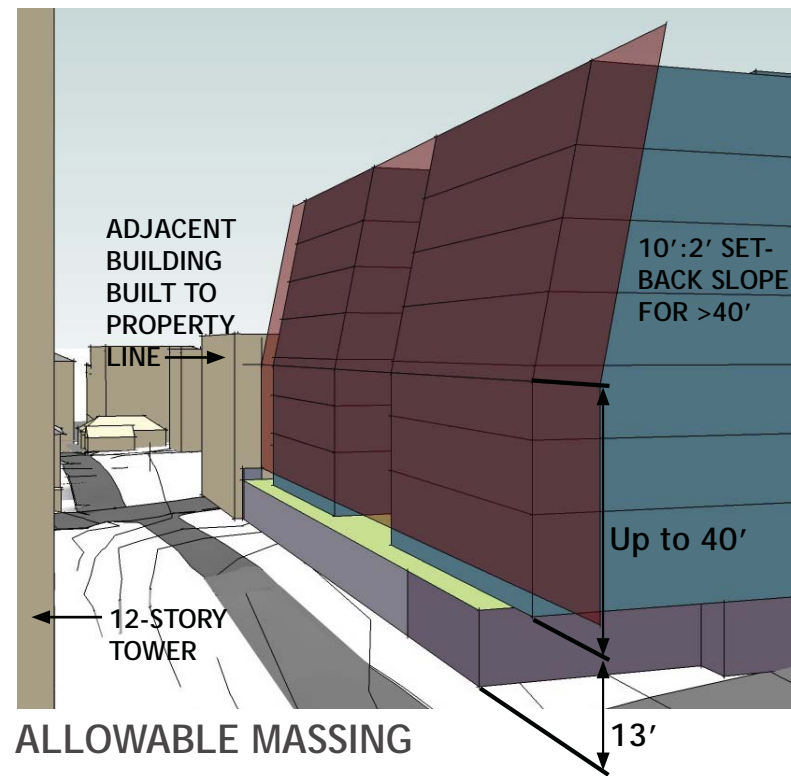 ADJACENT
BUILDING
BUILT TO
PROPERTY
LINE
10':2' SET-
BACK SLOPE
FOR >40'
Up to 40'
12-STORY
TOWER
13'
ALLOWABLE MASSING